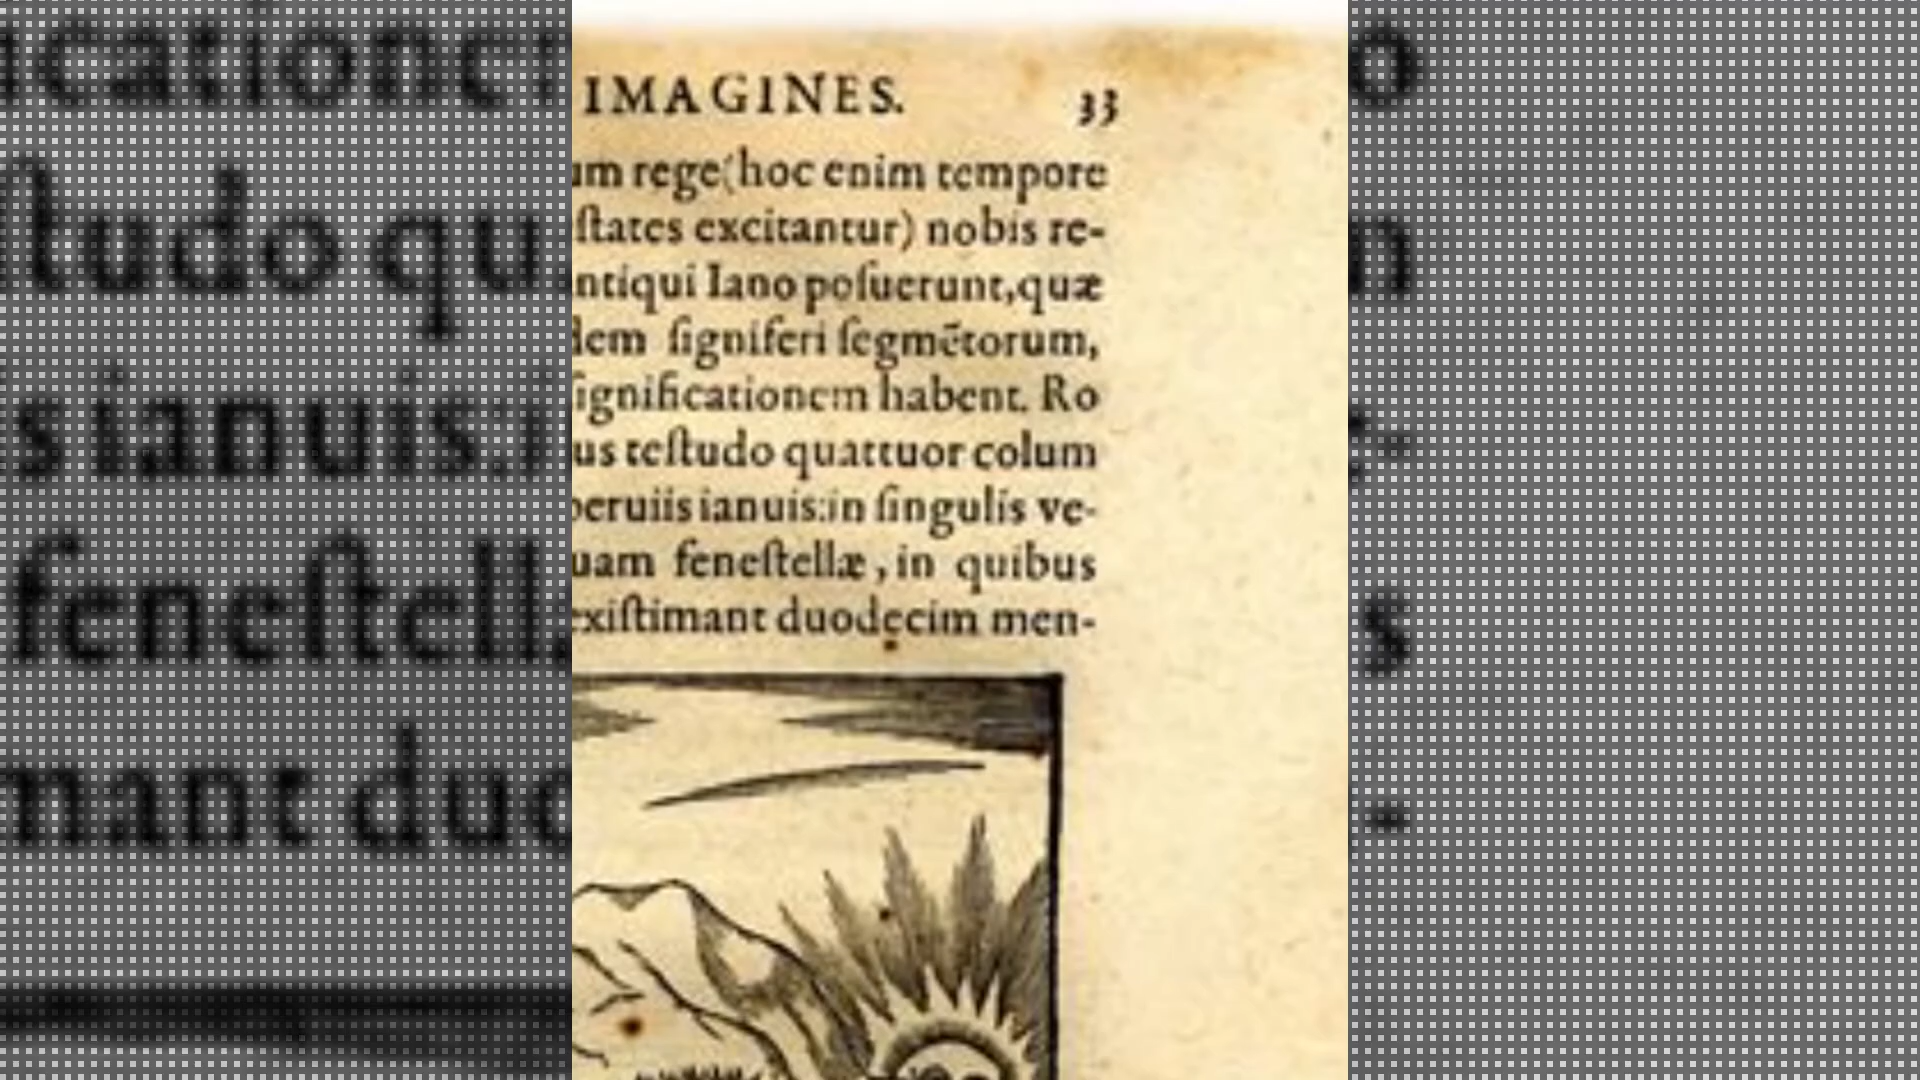 IMAGINES. 33
um rege(hoc enim tempore
ſtates excitantur) nobis re-
ntiqui Iano poſuerunt,quæ
dem ſigniferi ſegmētorum,
ſignificationem habent. Ro
us teſtudo quattuor colum
peruiis ianuis:in ſingulis ve-
uam feneſtellæ, in quibus
exiſtimant duodecim men-